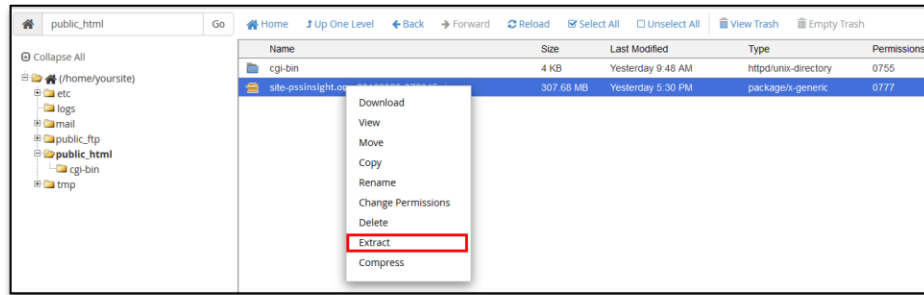 public_html Go Home Up One Level Back Forward Reload Select All Unselect All View Trash Empty Trash
Collapse All
(/home/yoursite)
etc
logs
mail
public_ftp
public_html
cgi-bin
tmp
Name Size Last Modified Type Permissions
cgi-bin 4 KB Yesterday 9:48 AM httpd/unix-directory 0755
307.68 MB Yesterday 5:30 PM package/x-generic 0777
Download
View
Move
Copy
Rename
Change Permissions
Delete
Extract
Compress